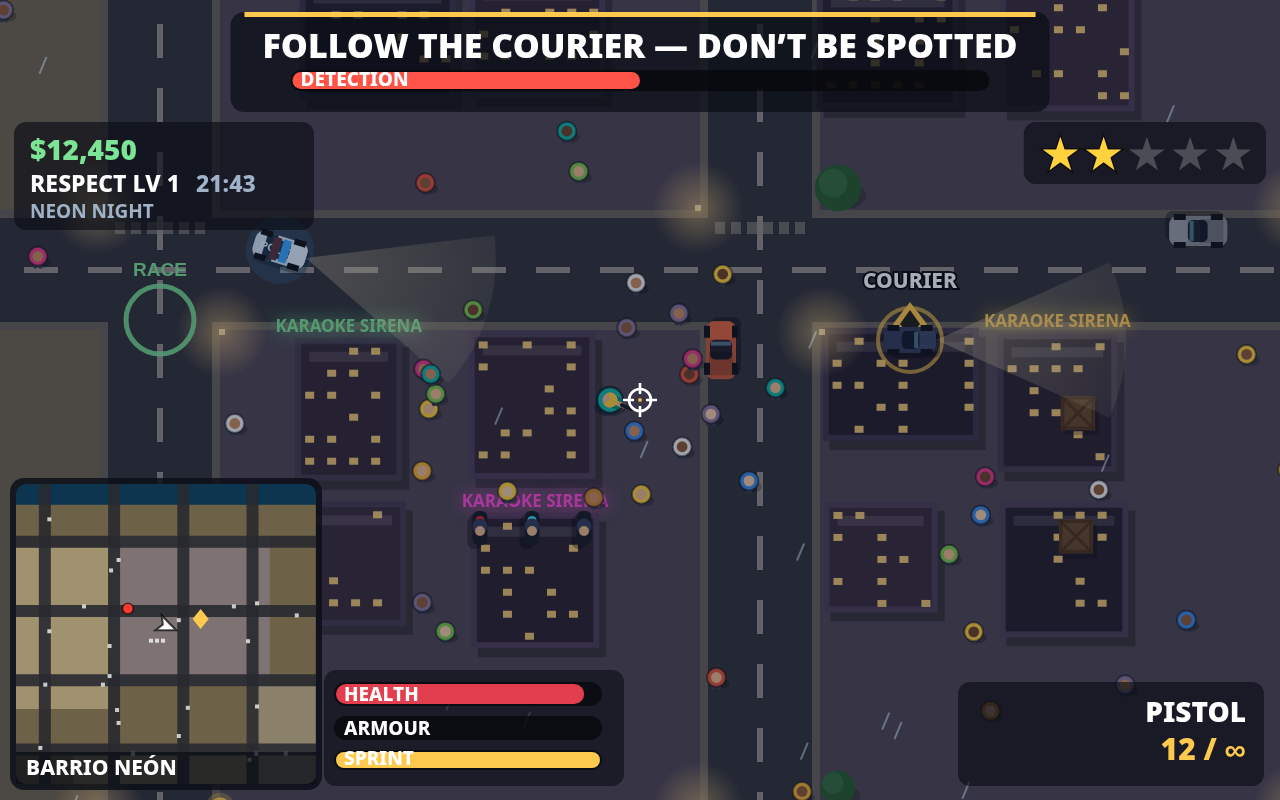 FOLLOW THE COURIER — DON’T BE SPOTTED
DETECTION
$12,450
RESPECT LV 1 21:43
NEON NIGHT
RACE
COURIER
KARAOKE SIRENA
KARAOKE SIRENA
KARAOKE SIRENA
HEALTH
ARMOUR
SPRINT
BARRIO NEÓN
PISTOL
12 / ∞